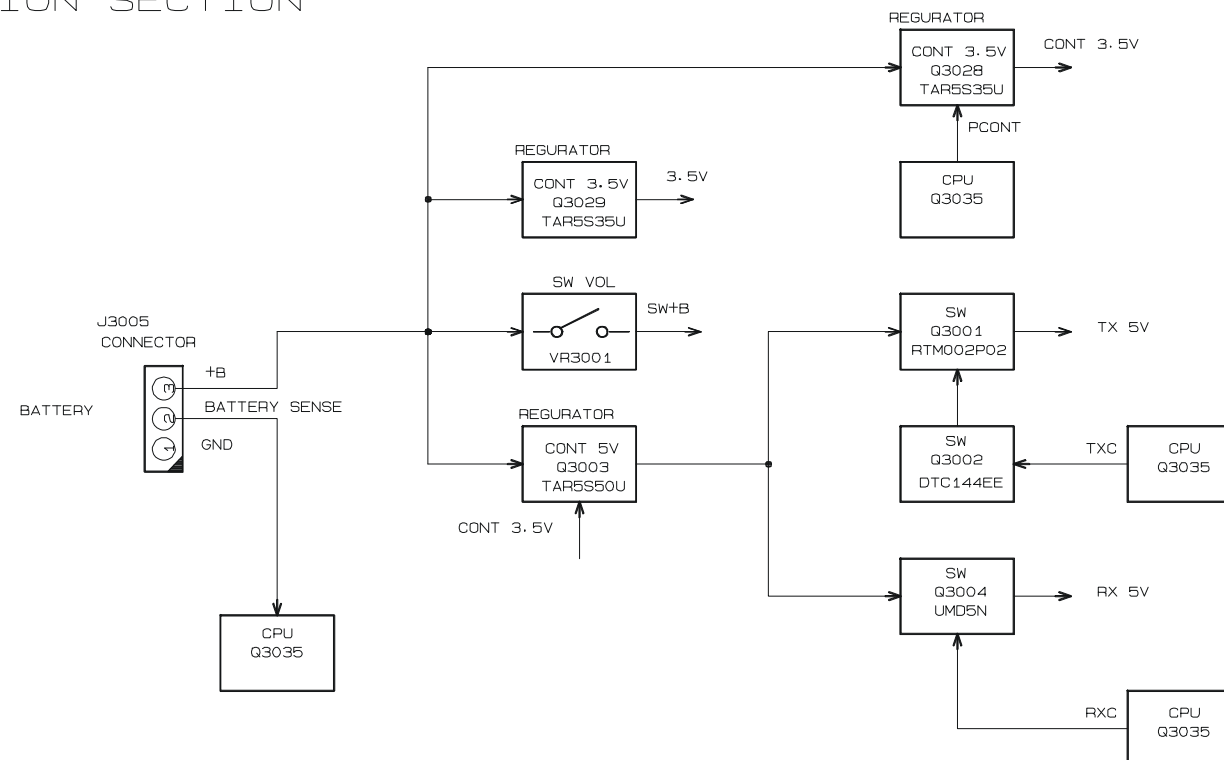 ION SECTION
REGURATOR
CONT 3.5V
Q3028
TAR5S35U
CONT 3.5V
PCONT
CPU
Q3035
REGURATOR
CONT 3.5V
Q3029
TAR5S35U
3.5V
SW VOL
VR3001
SW+B
SW
Q3001
RTM002P02
TX 5V
J3005
CONNECTOR
BATTERY
3
2
1
+B
BATTERY SENSE
GND
REGURATOR
CONT 5V
Q3003
TAR5S50U
CONT 3.5V
SW
Q3002
DTC144EE
TXC
CPU
Q3035
SW
Q3004
UMD5N
RX 5V
CPU
Q3035
RXC
CPU
Q3035